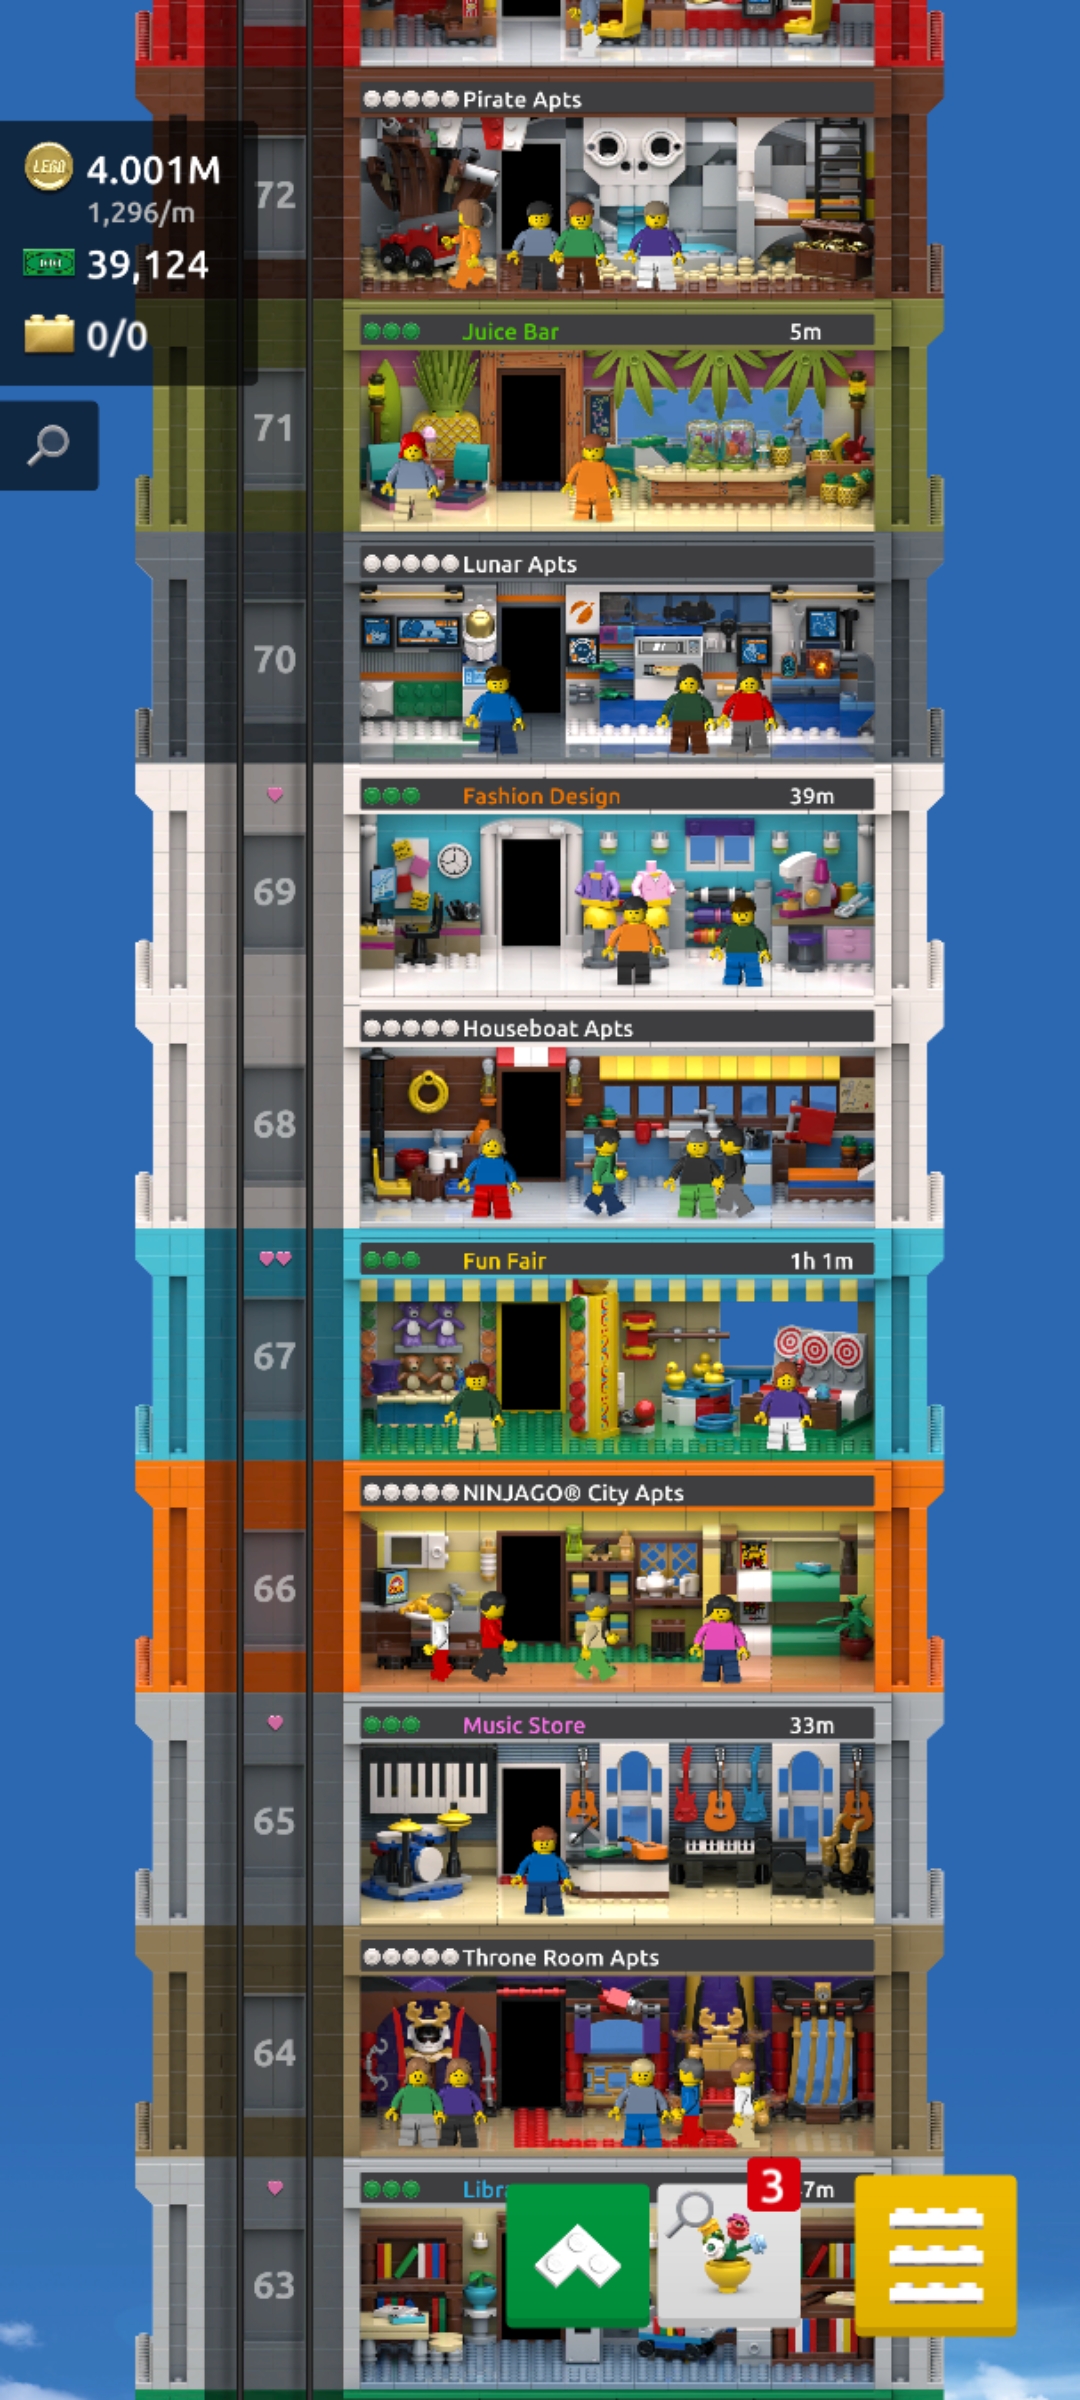 Pirate Apts
LEGO 4.001M
1,296/m
39,124
0/0
72
Juice Bar 5m
71
Lunar Apts
70
Fashion Design 39m
69
Houseboat Apts
68
Fun Fair 1h 1m
67
NINJAGO® City Apts
66
Music Store 33m
65
Throne Room Apts
64
3
7m
63